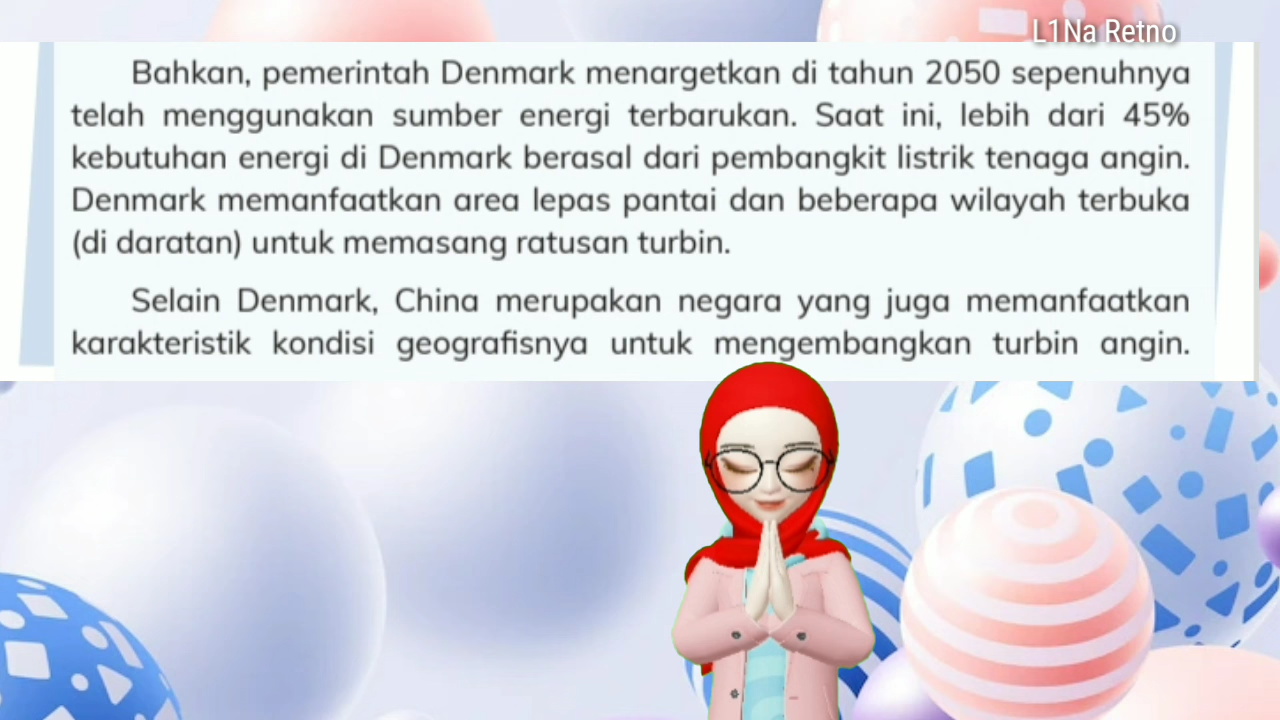 L1Na Retno
Bahkan, pemerintah Denmark menargetkan di tahun 2050 sepenuhnya
telah menggunakan sumber energi terbarukan. Saat ini, lebih dari 45%
kebutuhan energi di Denmark berasal dari pembangkit listrik tenaga angin.
Denmark memanfaatkan area lepas pantai dan beberapa wilayah terbuka
(di daratan) untuk memasang ratusan turbin.
Selain Denmark, China merupakan negara yang juga memanfaatkan
karakteristik kondisi geografisnya untuk mengembangkan turbin angin.